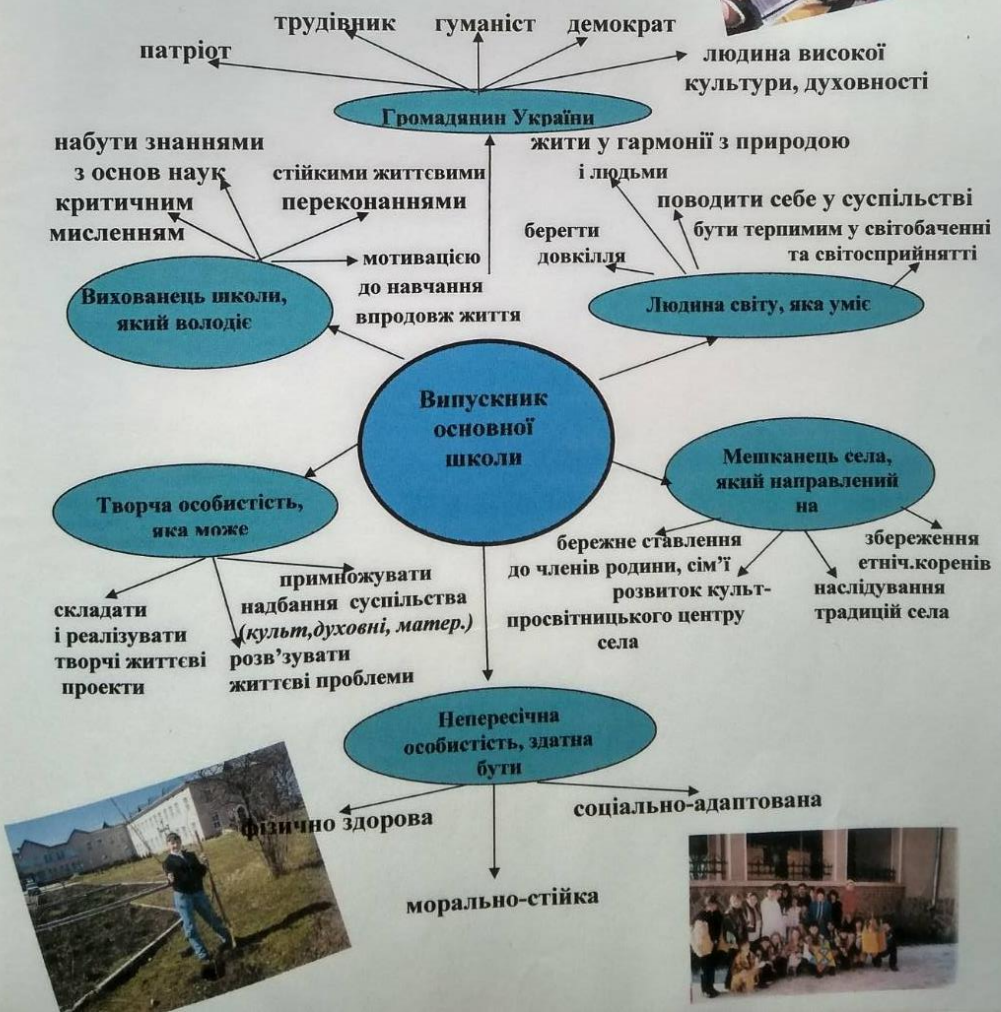 трудівник
гуманіст
демократ
патріот
людина високої
культури, духовності
Громадянин України
набути знаннями
з основ наук
критичним
мисленням
стійкими життєвими
переконаннями
мотивацією
до навчання
впродовж життя
Вихованець школи,
який володіє
жити у гармонії з природою
і людьми
поводити себе у суспільстві
берегти
довкілля
бути терпимим у світобаченні
та світосприйнятті
Людина світу, яка уміє
Випускник
основної
школи
Творча особистість,
яка може
складати
і реалізувати
творчі життєві
проекти
примножувати
надбання суспільства
(культ,духовні, матер.)
розв’зувати
життєві проблеми
Мешканець села,
який направлений
на
бережне ставлення
до членів родини, сім’ї
розвиток культ-
просвітницького центру
села
наслідування
традицій села
збереження
етніч.коренів
Непересічна
особистість, здатна
бути
фізично здорова
соціально-адаптована
морально-стійка